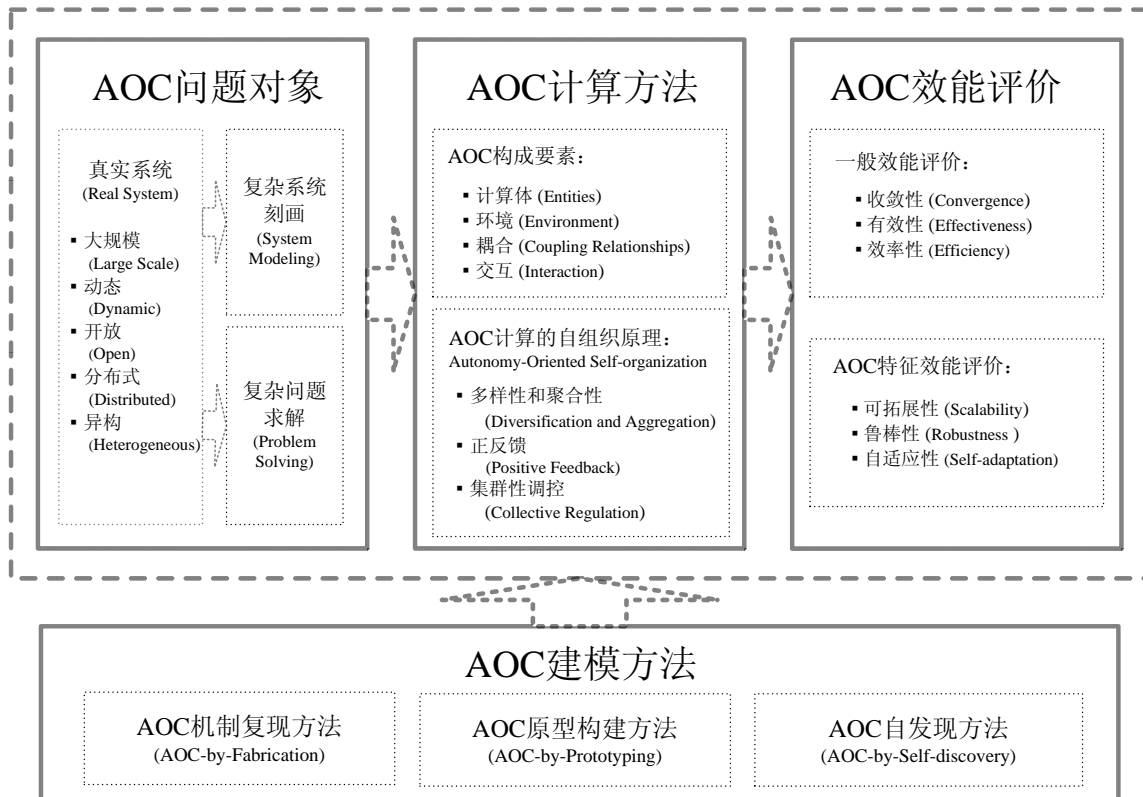 AOC问题对象
真实系统
(Real System)
▪ 大规模
(Large Scale)
▪ 动态
(Dynamic)
▪ 开放
(Open)
▪ 分布式
(Distributed)
▪ 异构
(Heterogeneous)
复杂系统
刻画
(System
Modeling)
复杂问题
求解
(Problem
Solving)
AOC计算方法
AOC构成要素：
▪ 计算体 (Entities)
▪ 环境 (Environment)
▪ 耦合 (Coupling Relationships)
▪ 交互 (Interaction)
AOC计算的自组织原理：
Autonomy-Oriented Self-organization
▪ 多样性和聚合性
(Diversification and Aggregation)
▪ 正反馈
(Positive Feedback)
▪ 集群性调控
(Collective Regulation)
AOC效能评价
一般效能评价：
▪ 收敛性 (Convergence)
▪ 有效性 (Effectiveness)
▪ 效率性 (Efficiency)
AOC特征效能评价：
▪ 可拓展性 (Scalability)
▪ 鲁棒性 (Robustness )
▪ 自适应性 (Self-adaptation)
AOC建模方法
AOC机制复现方法
(AOC-by-Fabrication)
AOC原型构建方法
(AOC-by-Prototyping)
AOC自发现方法
(AOC-by-Self-discovery)